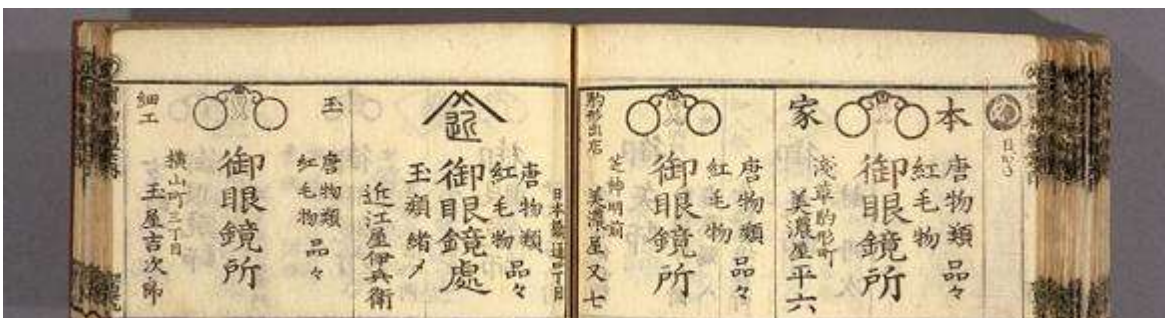 本
家
唐物類
紅毛物
品々
御眼鏡所
浅草駒形町
美濃屋平六
唐物類
紅毛物
品々
御眼鏡所
芝神明前
駒形出店
美濃屋又七
日本橋通四丁目
近
唐物類
紅毛物
品々
御眼鏡處
玉類緒〆
近江屋伊兵衛
玉
細工
唐物類
紅毛物
品々
御眼鏡所
横山町三丁目
玉屋吉次郎